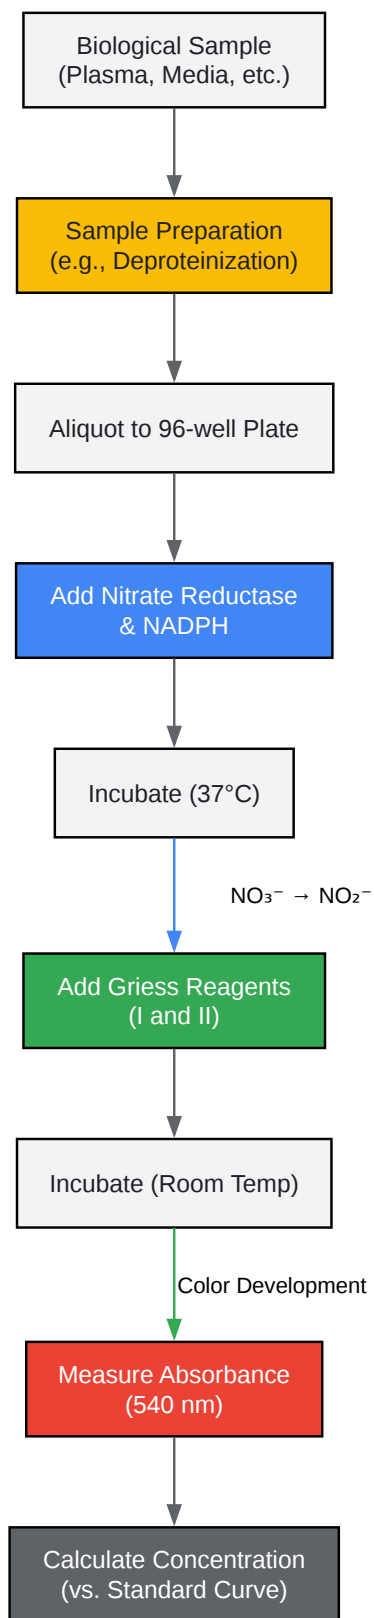 Biological Sample
(Plasma, Media, etc.)
Sample Preparation
(e.g., Deproteinization)
Aliquot to 96-well Plate
Add Nitrate Reductase
& NADPH
Incubate (37°C)
NO₃⁻ → NO₂⁻
Add Griess Reagents
(I and II)
Incubate (Room Temp)
Color Development
Measure Absorbance
(540 nm)
Calculate Concentration
(vs. Standard Curve)